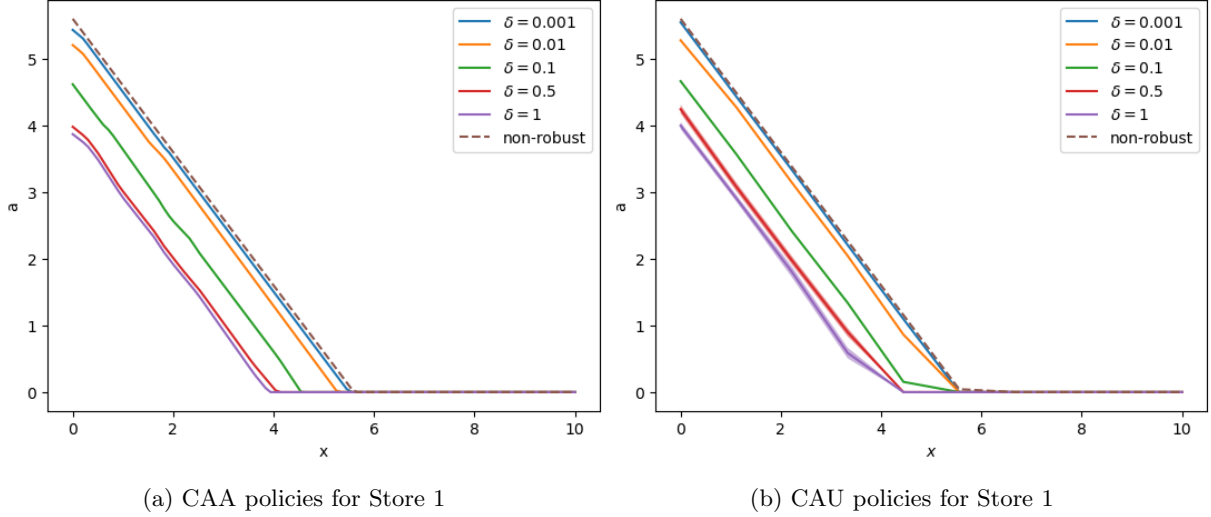 5
4
3
2
1
0
a
0
2
4
6
8
10
x
δ = 0.001
δ = 0.01
δ = 0.1
δ = 0.5
δ = 1
non-robust
(a) CAA policies for Store 1
5
4
3
2
1
0
a
0
2
4
6
8
10
x
δ = 0.001
δ = 0.01
δ = 0.1
δ = 0.5
δ = 1
non-robust
(b) CAU policies for Store 1